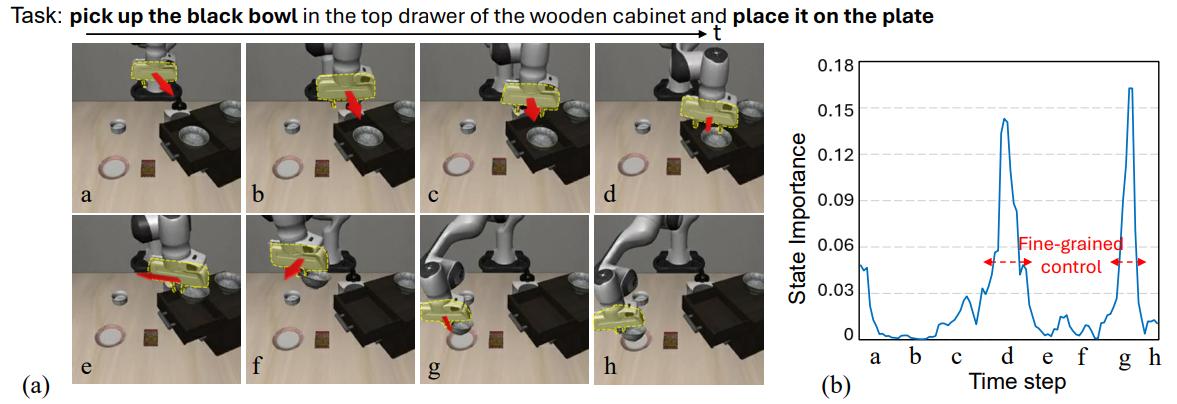 Task: pick up the black bowl in the top drawer of the wooden cabinet and place it on the plate
t
a
b
c
d
e
f
g
h
(a)
State Importance
0.18
0.15
0.12
0.09
0.06
0.03
0
Fine-grained
control
a b c d e f g h
Time step
(b)